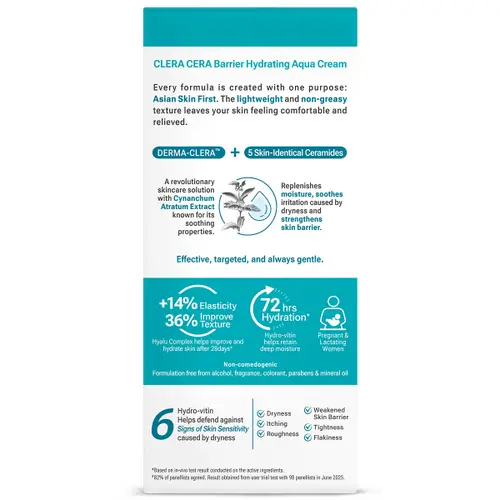 CLERA CERA Barrier Hydrating Aqua Cream
Every formula is created with one purpose:
Asian Skin First. The lightweight and non-greasy
texture leaves your skin feeling comfortable and
relieved.
DERMA-CLERA™ + 5 Skin-Identical Ceramides
A revolutionary
skincare solution
with Cynanchum
Atratum Extract
known for its
soothing
properties.
Replenishes
moisture, soothes
irritation caused by
dryness and
strengthens
skin barrier.
Effective, targeted, and always gentle.
+14% Elasticity
36% Improve
Texture
Hyalu Complex helps improve and
hydrate skin after 28days*
72 hrs
Hydration*
Hydro-vitin
helps retain
deep moisture
Pregnant &
Lactating
Women
Non-comedogenic
Formulation free from alcohol, fragrance, colorant, parabens & mineral oil
6
Hydro-vitin
Helps defend against
Signs of Skin Sensitivity
caused by dryness
Dryness
Itching
Roughness
Weakened
Skin Barrier
Tightness
Flakiness
*Based on in-vivo test result conducted on the active ingredients.
*82% of panellists agreed. Result obtained from user trial test with 90 panellists in June 2025.